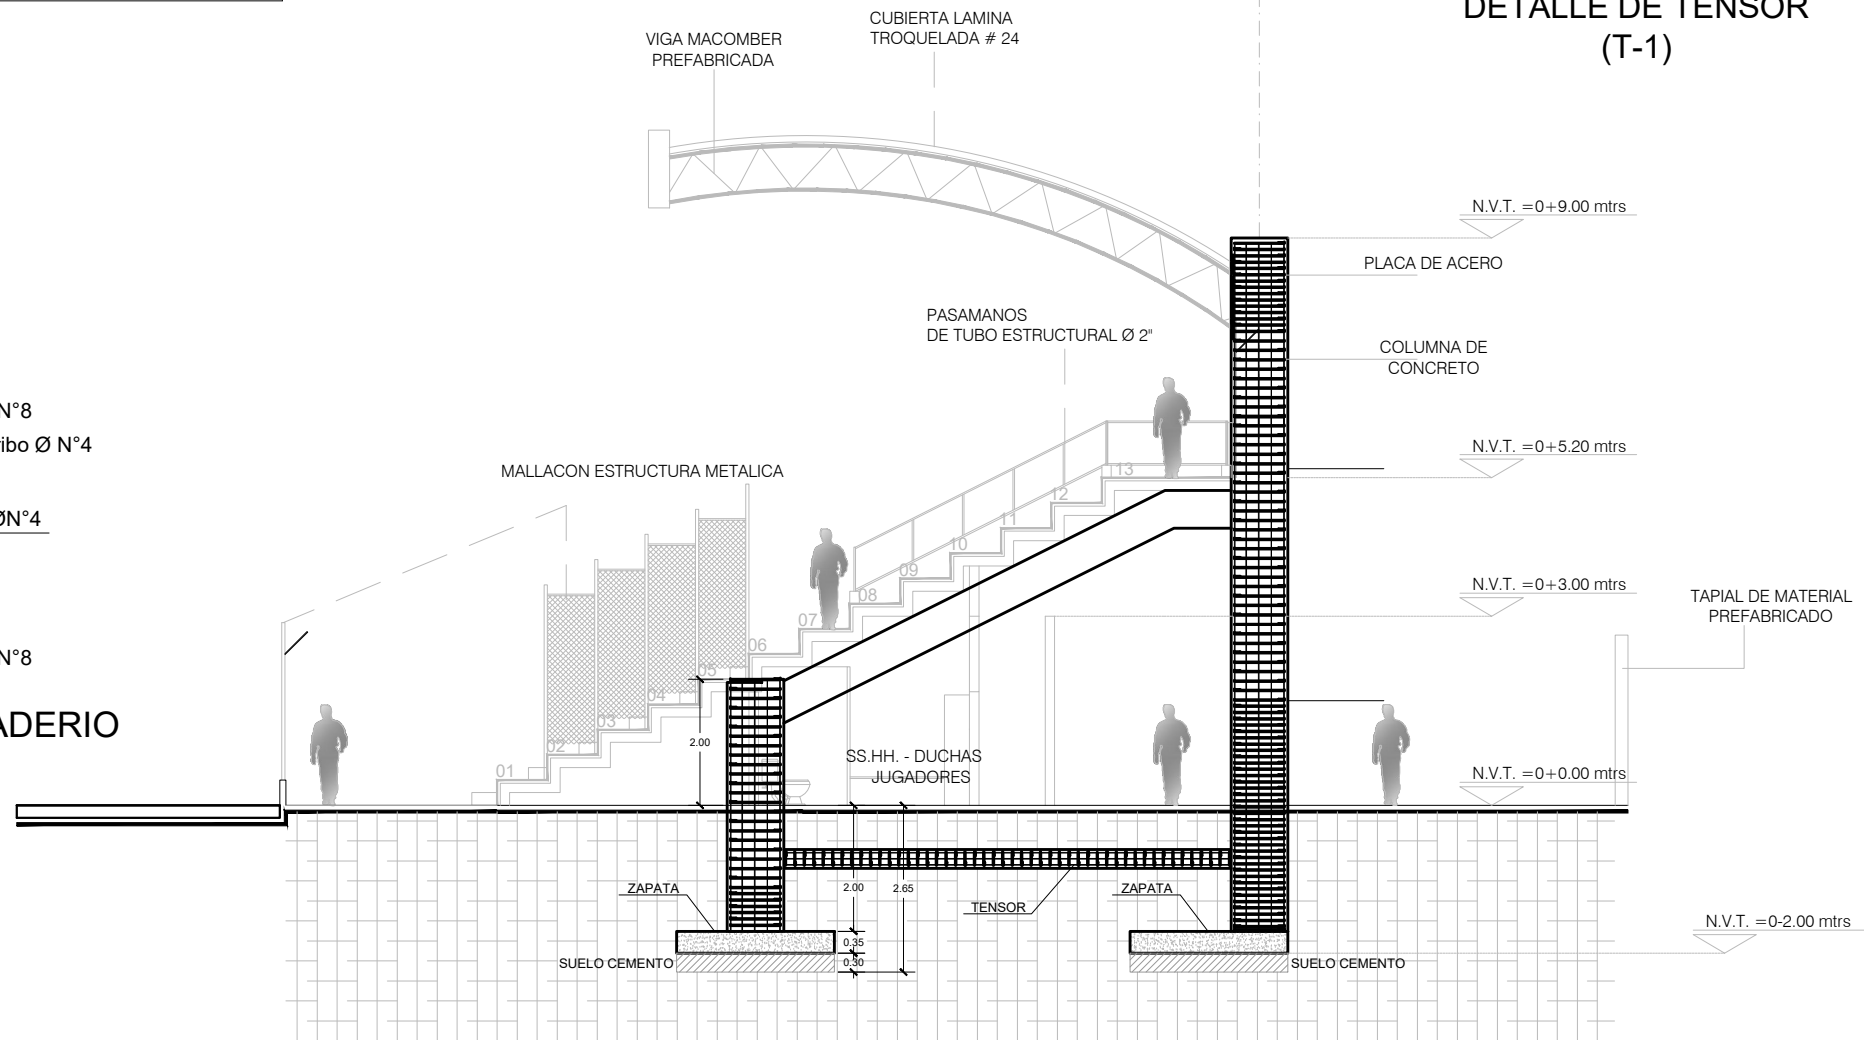 DETALLE DE TENSOR
(T-1)
CUBIERTA LAMINA
TROQUELADA # 24
VIGA MACOMBER
PREFABRICADA
N.V.T. =0+9.00 mtrs
PLACA DE ACERO
PASAMANOS
DE TUBO ESTRUCTURAL Ø 2"
COLUMNA DE
CONCRETO
N°8
ribo Ø N°4
N.V.T. =0+5.20 mtrs
MALLACON ESTRUCTURA METALICA
13
12
11
10
09
08
07
06
05
04
03
02
01
ØN°4
N.V.T. =0+3.00 mtrs
TAPIAL DE MATERIAL
PREFABRICADO
N°8
ADERIO
2.00
SS.HH. - DUCHAS
JUGADORES
N.V.T. =0+0.00 mtrs
ZAPATA
2.00
2.65
ZAPATA
TENSOR
N.V.T. =0-2.00 mtrs
0.35
0.30
SUELO CEMENTO
SUELO CEMENTO